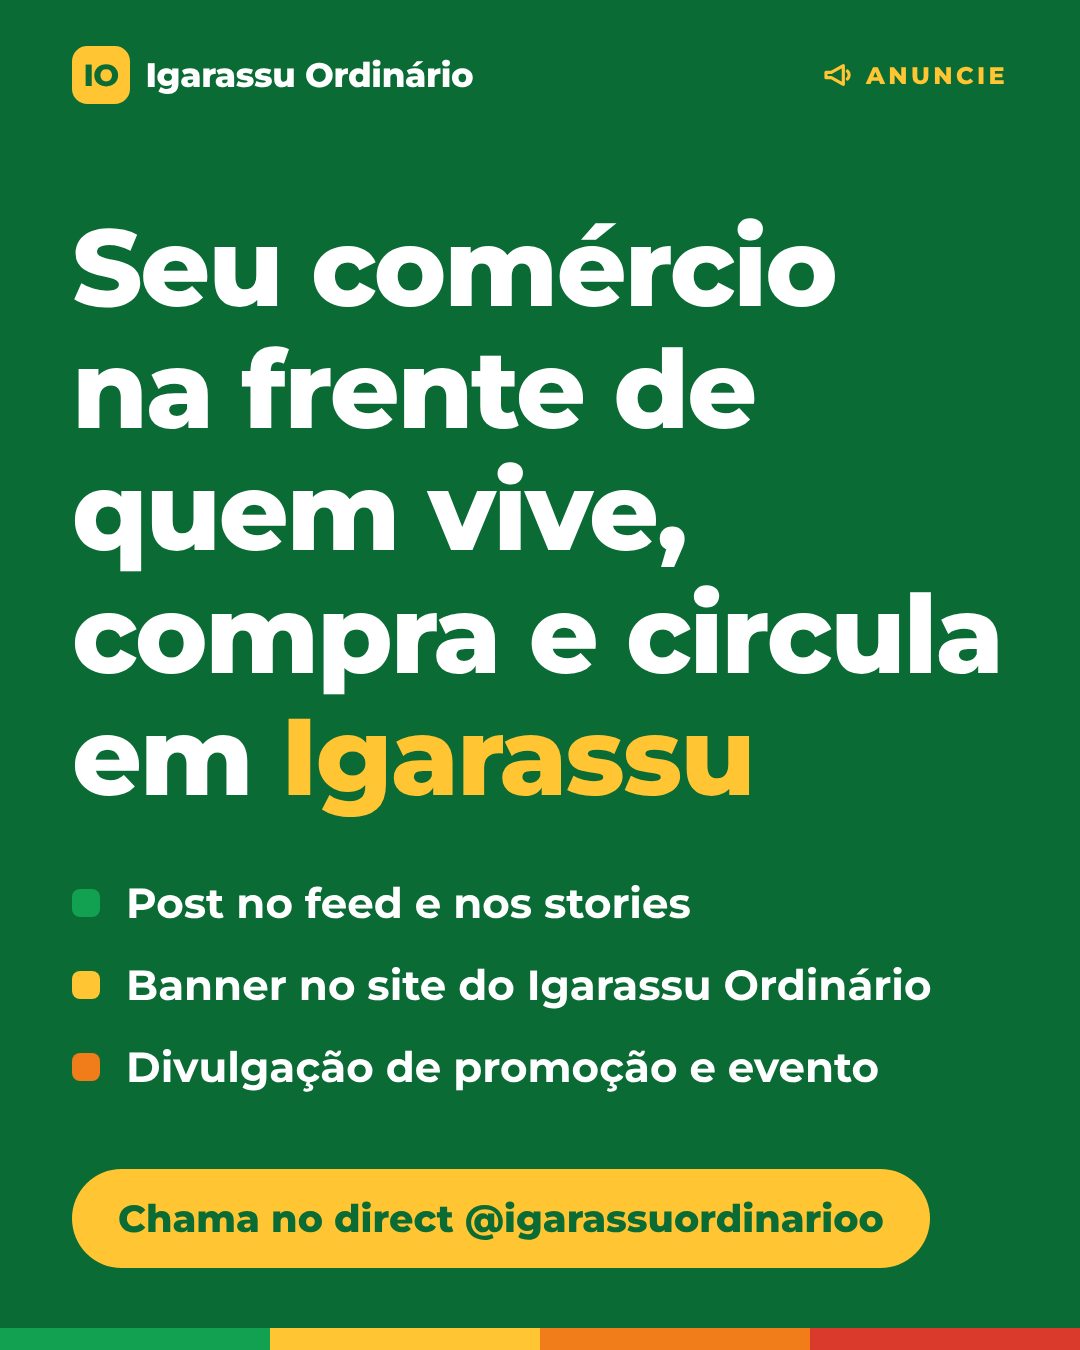 IO Igarassu Ordinário
ANUNCIE
Seu comércio
na frente de
quem vive,
compra e circula
em Igarassu
Post no feed e nos stories
Banner no site do Igarassu Ordinário
Divulgação de promoção e evento
Chama no direct @igarassuordinarioo